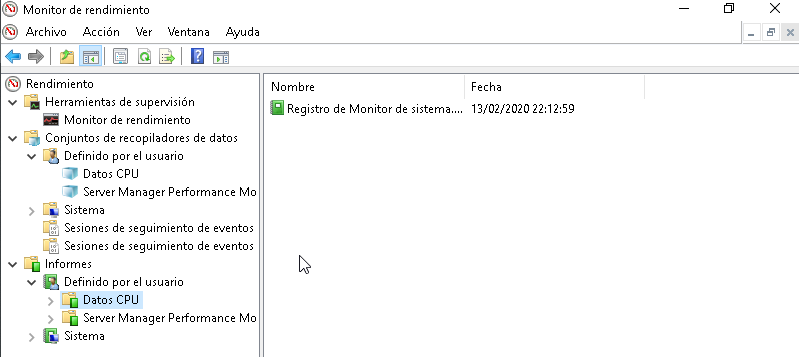 Monitor de rendimiento
Archivo Acción Ver Ventana Ayuda
Rendimiento
Herramientas de supervisión
Monitor de rendimiento
Conjuntos de recopiladores de datos
Definido por el usuario
Datos CPU
Server Manager Performance Mo
Sistema
Sesiones de seguimiento de eventos
Sesiones de seguimiento de eventos
Informes
Definido por el usuario
Datos CPU
Server Manager Performance Mo
Sistema
Nombre Fecha
Registro de Monitor de sistema.... 13/02/2020 22:12:59